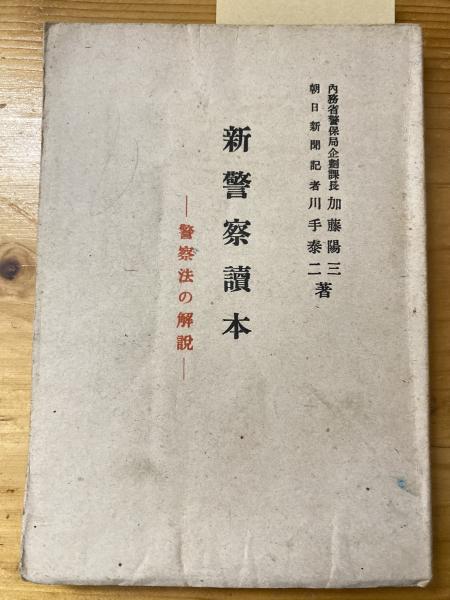 內務省警保局企劃課長 加藤陽三
朝日新聞記者 川手泰二 著
新警察讀本
―警察法の解說―